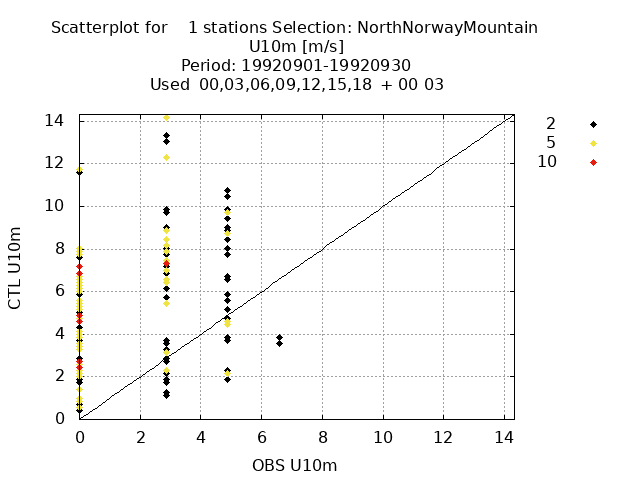 Scatterplot for    1 stations Selection: NorthNorwayMountain
U10m [m/s]
Period: 19920901-19920930
Used  00,03,06,09,12,15,18  + 00 03
2
5
10
14
12
10
8
6
4
2
0
CTL U10m
0 2 4 6 8 10 12 14
OBS U10m